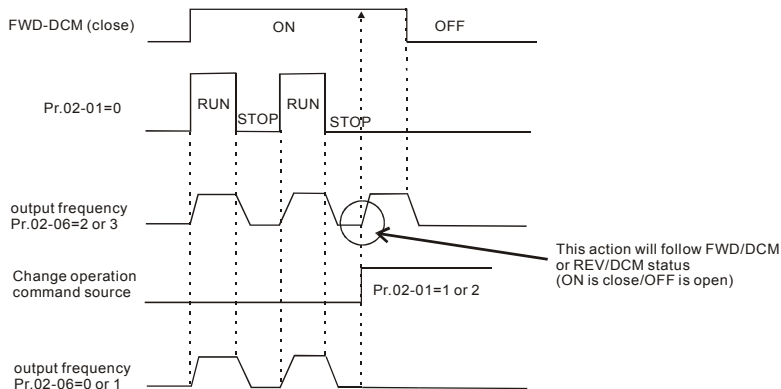 FWD-DCM (close)
ON
OFF
Pr.02-01=0
RUN
STOP
RUN
STOP
output frequency
Pr.02-06=2 or 3
This action will follow FWD/DCM
or REV/DCM status
(ON is close/OFF is open)
Change operation
command source
Pr.02-01=1 or 2
output frequency
Pr.02-06=0 or 1